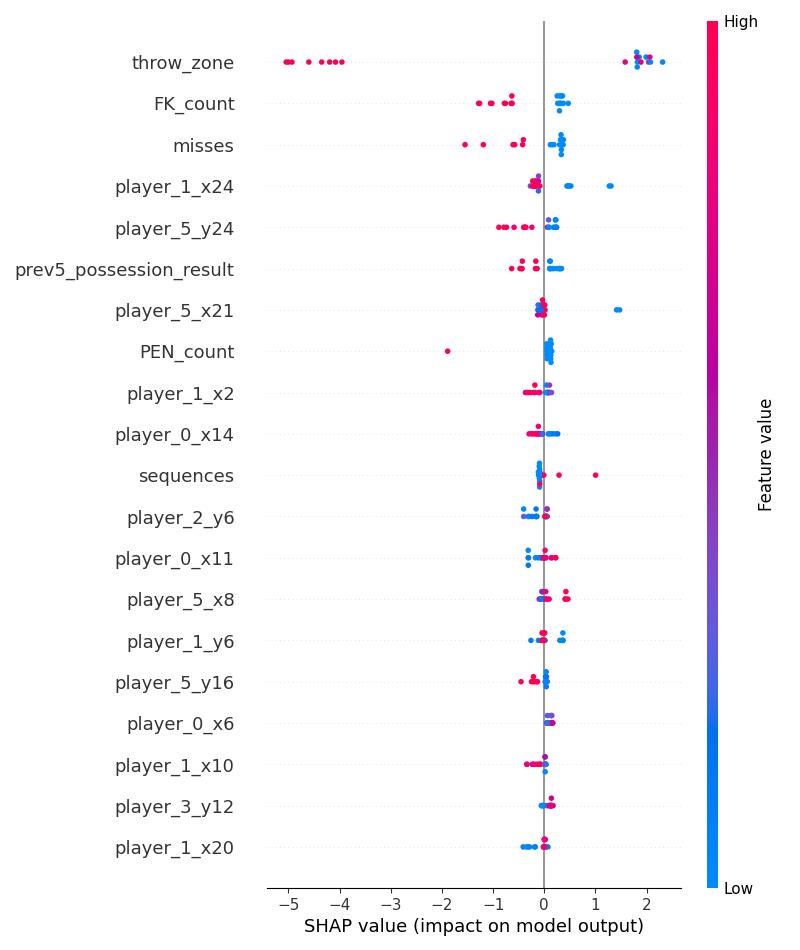 High
throw_zone
FK_count
misses
player_1_x24
player_5_y24
prev5_possession_result
player_5_x21
PEN_count
player_1_x2
player_0_x14
sequences
player_2_y6
player_0_x11
player_5_x8
player_1_y6
player_5_y16
player_0_x6
player_1_x10
player_3_y12
player_1_x20
Feature value
Low
−5 −4 −3 −2 −1 0 1 2
SHAP value (impact on model output)